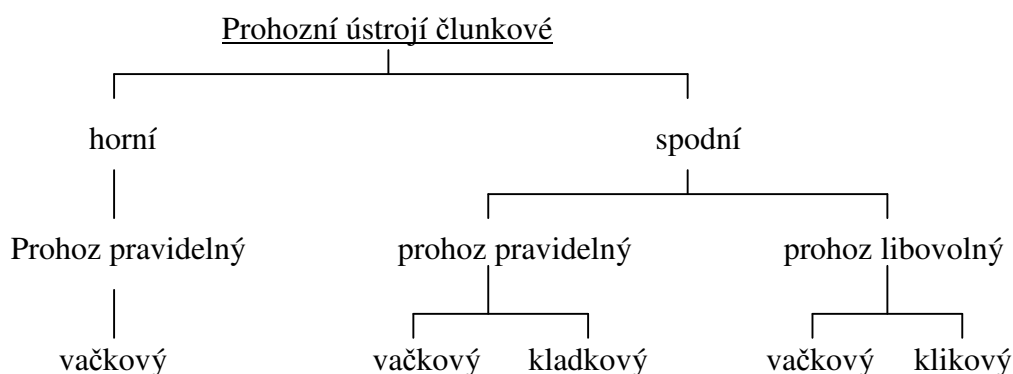 Prohozní ústrojí člunkové
horní spodní
Prohoz pravidelný prohoz pravidelný prohoz libovolný
vačkový vačkový kladkový vačkový klikový